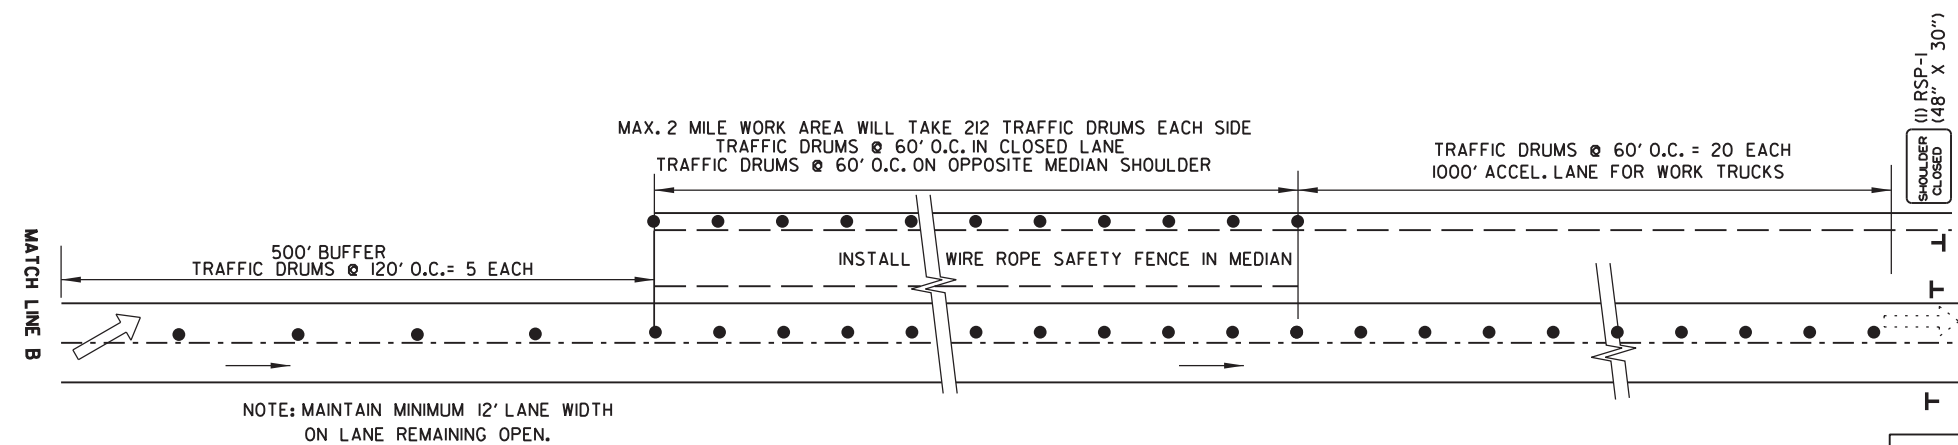 MAX. 2 MILE WORK AREA WILL TAKE 212 TRAFFIC DRUMS EACH SIDE
TRAFFIC DRUMS @ 60' O.C. IN CLOSED LANE
TRAFFIC DRUMS @ 60' O.C. ON OPPOSITE MEDIAN SHOULDER
TRAFFIC DRUMS @ 60' O.C. = 20 EACH
1000' ACCEL. LANE FOR WORK TRUCKS
(1) RSP-1
(48" X 30")
SHOULDER
CLOSED
MATCH LINE B
500' BUFFER
TRAFFIC DRUMS @ 120' O.C.= 5 EACH
INSTALL WIRE ROPE SAFETY FENCE IN MEDIAN
NOTE: MAINTAIN MINIMUM 12' LANE WIDTH
ON LANE REMAINING OPEN.